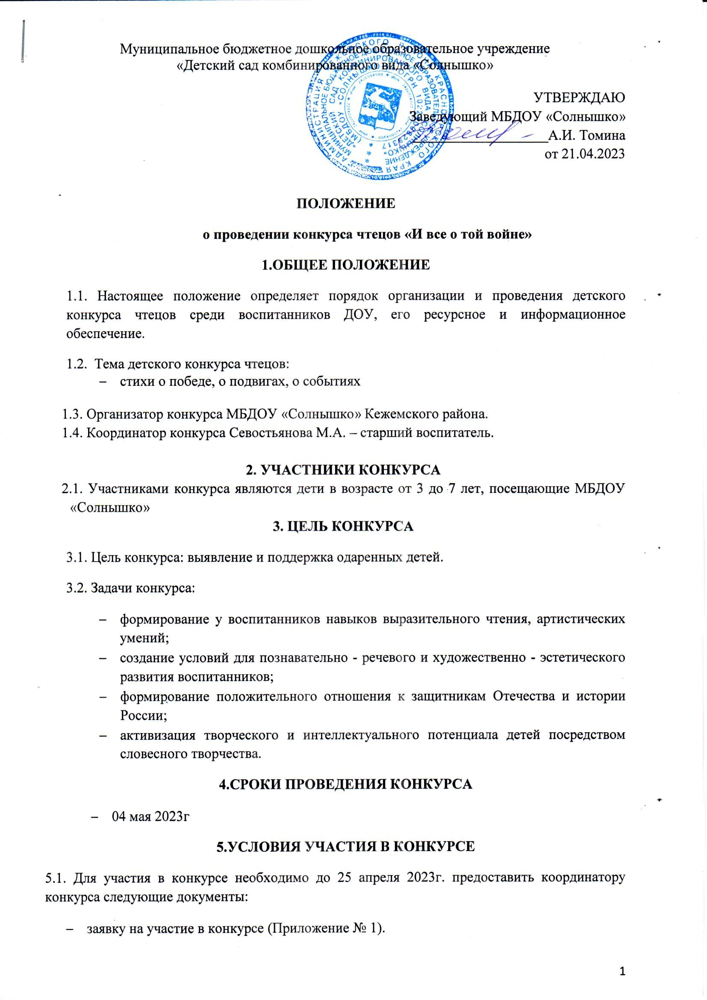 Муниципальное бюджетное дошкольное образовательное учреждение
«Детский сад комбинированного вида «Солнышко»
УТВЕРЖДАЮ
Заведующий МБДОУ «Солнышко»
А.И. Томина
от 21.04.2023
ПОЛОЖЕНИЕ
о проведении конкурса чтецов «И все о той войне»
1.ОБЩЕЕ ПОЛОЖЕНИЕ
1.1. Настоящее положение определяет порядок организации и проведения детского
конкурса чтецов среди воспитанников ДОУ, его ресурсное и информационное
обеспечение.
1.2. Тема детского конкурса чтецов:
– стихи о победе, о подвигах, о событиях
1.3. Организатор конкурса МБДОУ «Солнышко» Кежемского района.
1.4. Координатор конкурса Севостьянова М.А. – старший воспитатель.
2. УЧАСТНИКИ КОНКУРСА
2.1. Участниками конкурса являются дети в возрасте от 3 до 7 лет, посещающие МБДОУ
«Солнышко»
3. ЦЕЛЬ КОНКУРСА
3.1. Цель конкурса: выявление и поддержка одаренных детей.
3.2. Задачи конкурса:
– формирование у воспитанников навыков выразительного чтения, артистических
умений;
– создание условий для познавательно - речевого и художественно - эстетического
развития воспитанников;
– формирование положительного отношения к защитникам Отечества и истории
России;
– активизация творческого и интеллектуального потенциала детей посредством
словесного творчества.
4.СРОКИ ПРОВЕДЕНИЯ КОНКУРСА
– 04 мая 2023г
5.УСЛОВИЯ УЧАСТИЯ В КОНКУРСЕ
5.1. Для участия в конкурсе необходимо до 25 апреля 2023г. предоставить координатору
конкурса следующие документы:
– заявку на участие в конкурсе (Приложение № 1).
1